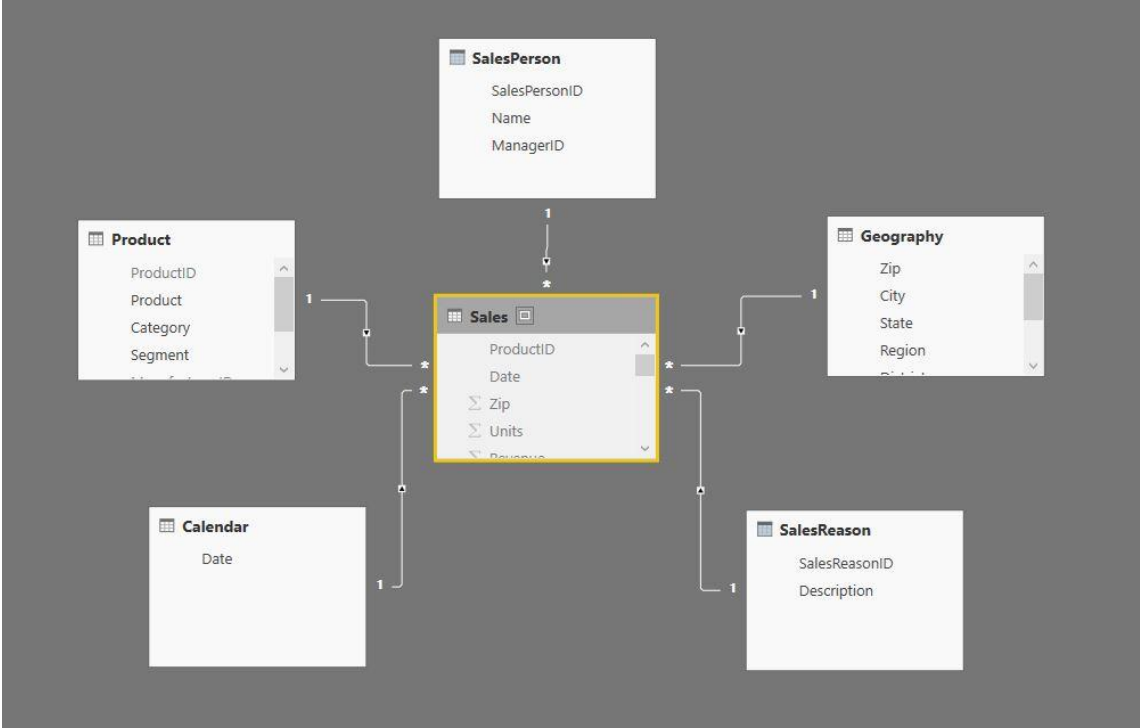 SalesPerson
SalesPersonID
Name
ManagerID
1
*
Product
ProductID
Product
Category
Segment
1
*
Geography
Zip
City
State
Region
1
*
Sales
ProductID
Date
Σ Zip
Σ Units
Σ Revenue
Calendar
Date
1
*
SalesReason
SalesReasonID
Description
1
*